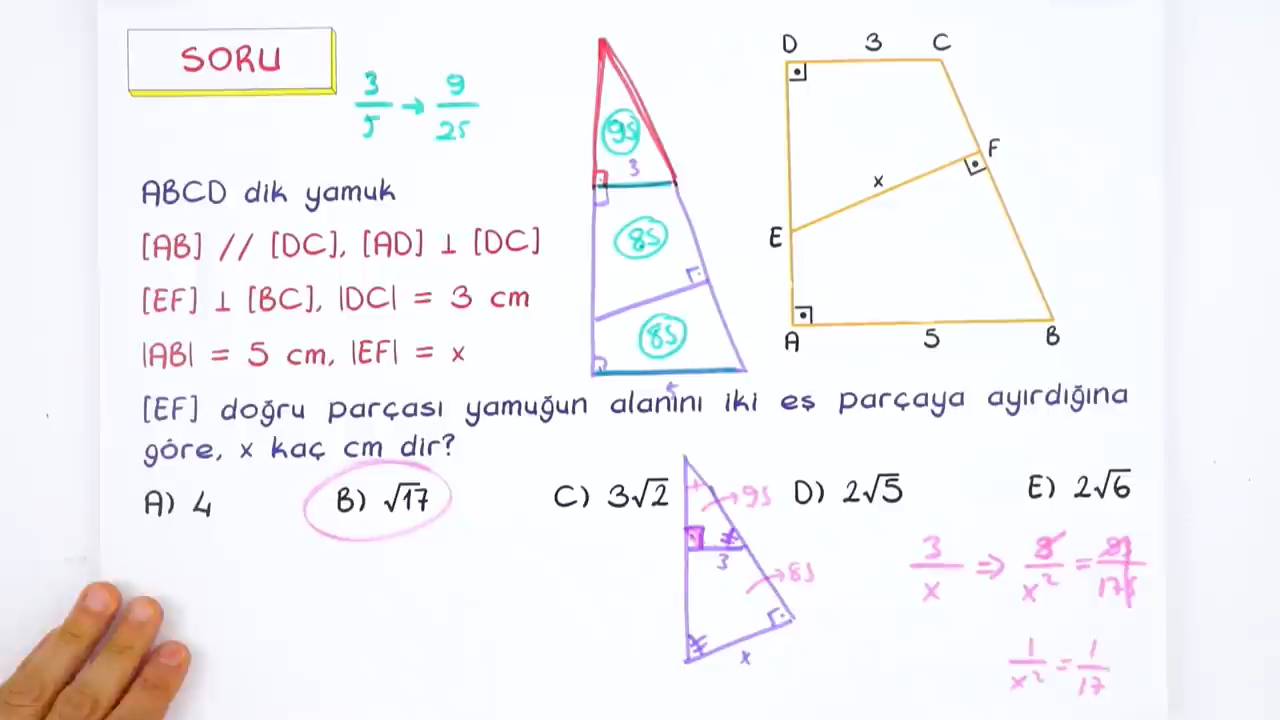 SORU
3/5 → 9/25
ABCD dik yamuk
[AB] // [DC], [AD] ⊥ [DC]
[EF] ⊥ [BC], |DC| = 3 cm
|AB| = 5 cm, |EF| = x
[EF] doğru parçası yamuğun alanını iki eş parçaya ayırdığına
göre, x kaç cm dir?
A) 4 B) √17 C) 3√2 D) 2√5 E) 2√6
9S
3
8S
8S
D 3 C
F
x
E
A 5 B
9S
3
8S
x
3/x ⇒ 9/x² = 9S/17S
1/x² = 1/17